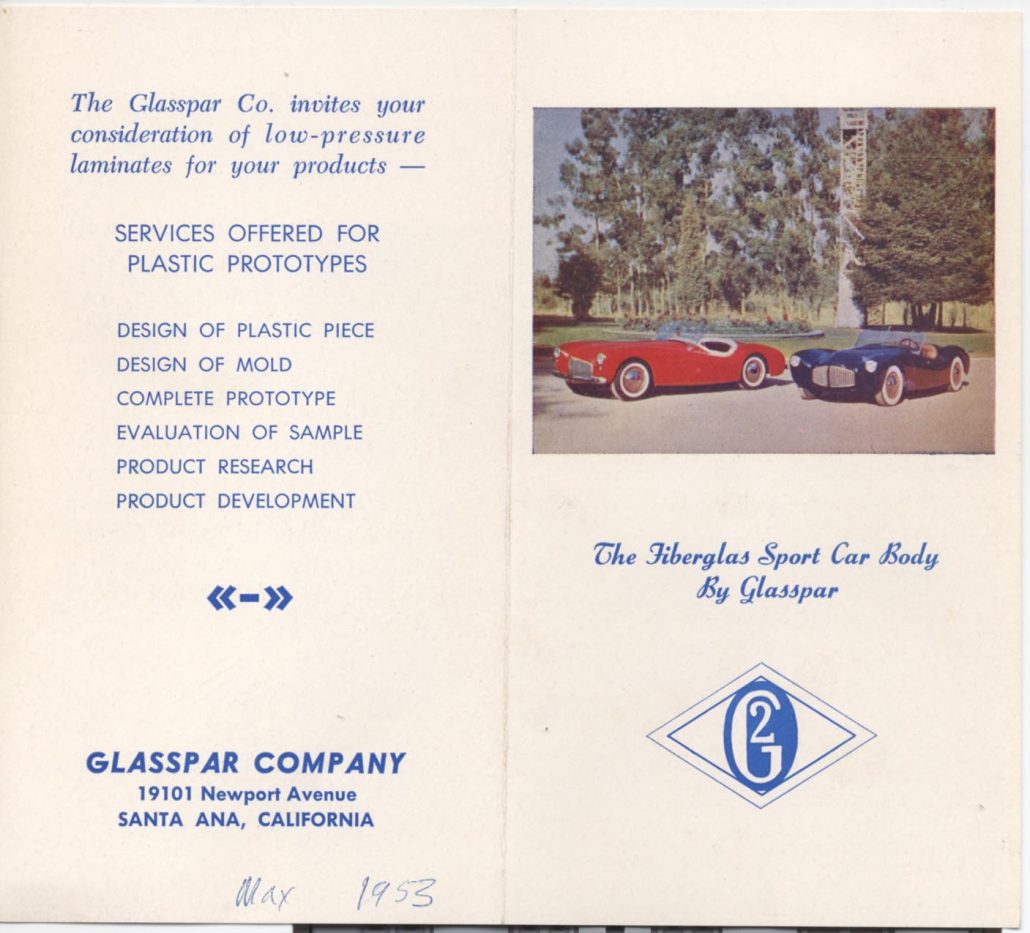 The Glasspar Co. invites your
consideration of low-pressure
laminates for your products —
SERVICES OFFERED FOR
PLASTIC PROTOTYPES
DESIGN OF PLASTIC PIECE
DESIGN OF MOLD
COMPLETE PROTOTYPE
EVALUATION OF SAMPLE
PRODUCT RESEARCH
PRODUCT DEVELOPMENT
«-»
GLASSPAR COMPANY
19101 Newport Avenue
SANTA ANA, CALIFORNIA
Max 1953
The Fiberglas Sport Car Body
By Glasspar
G2